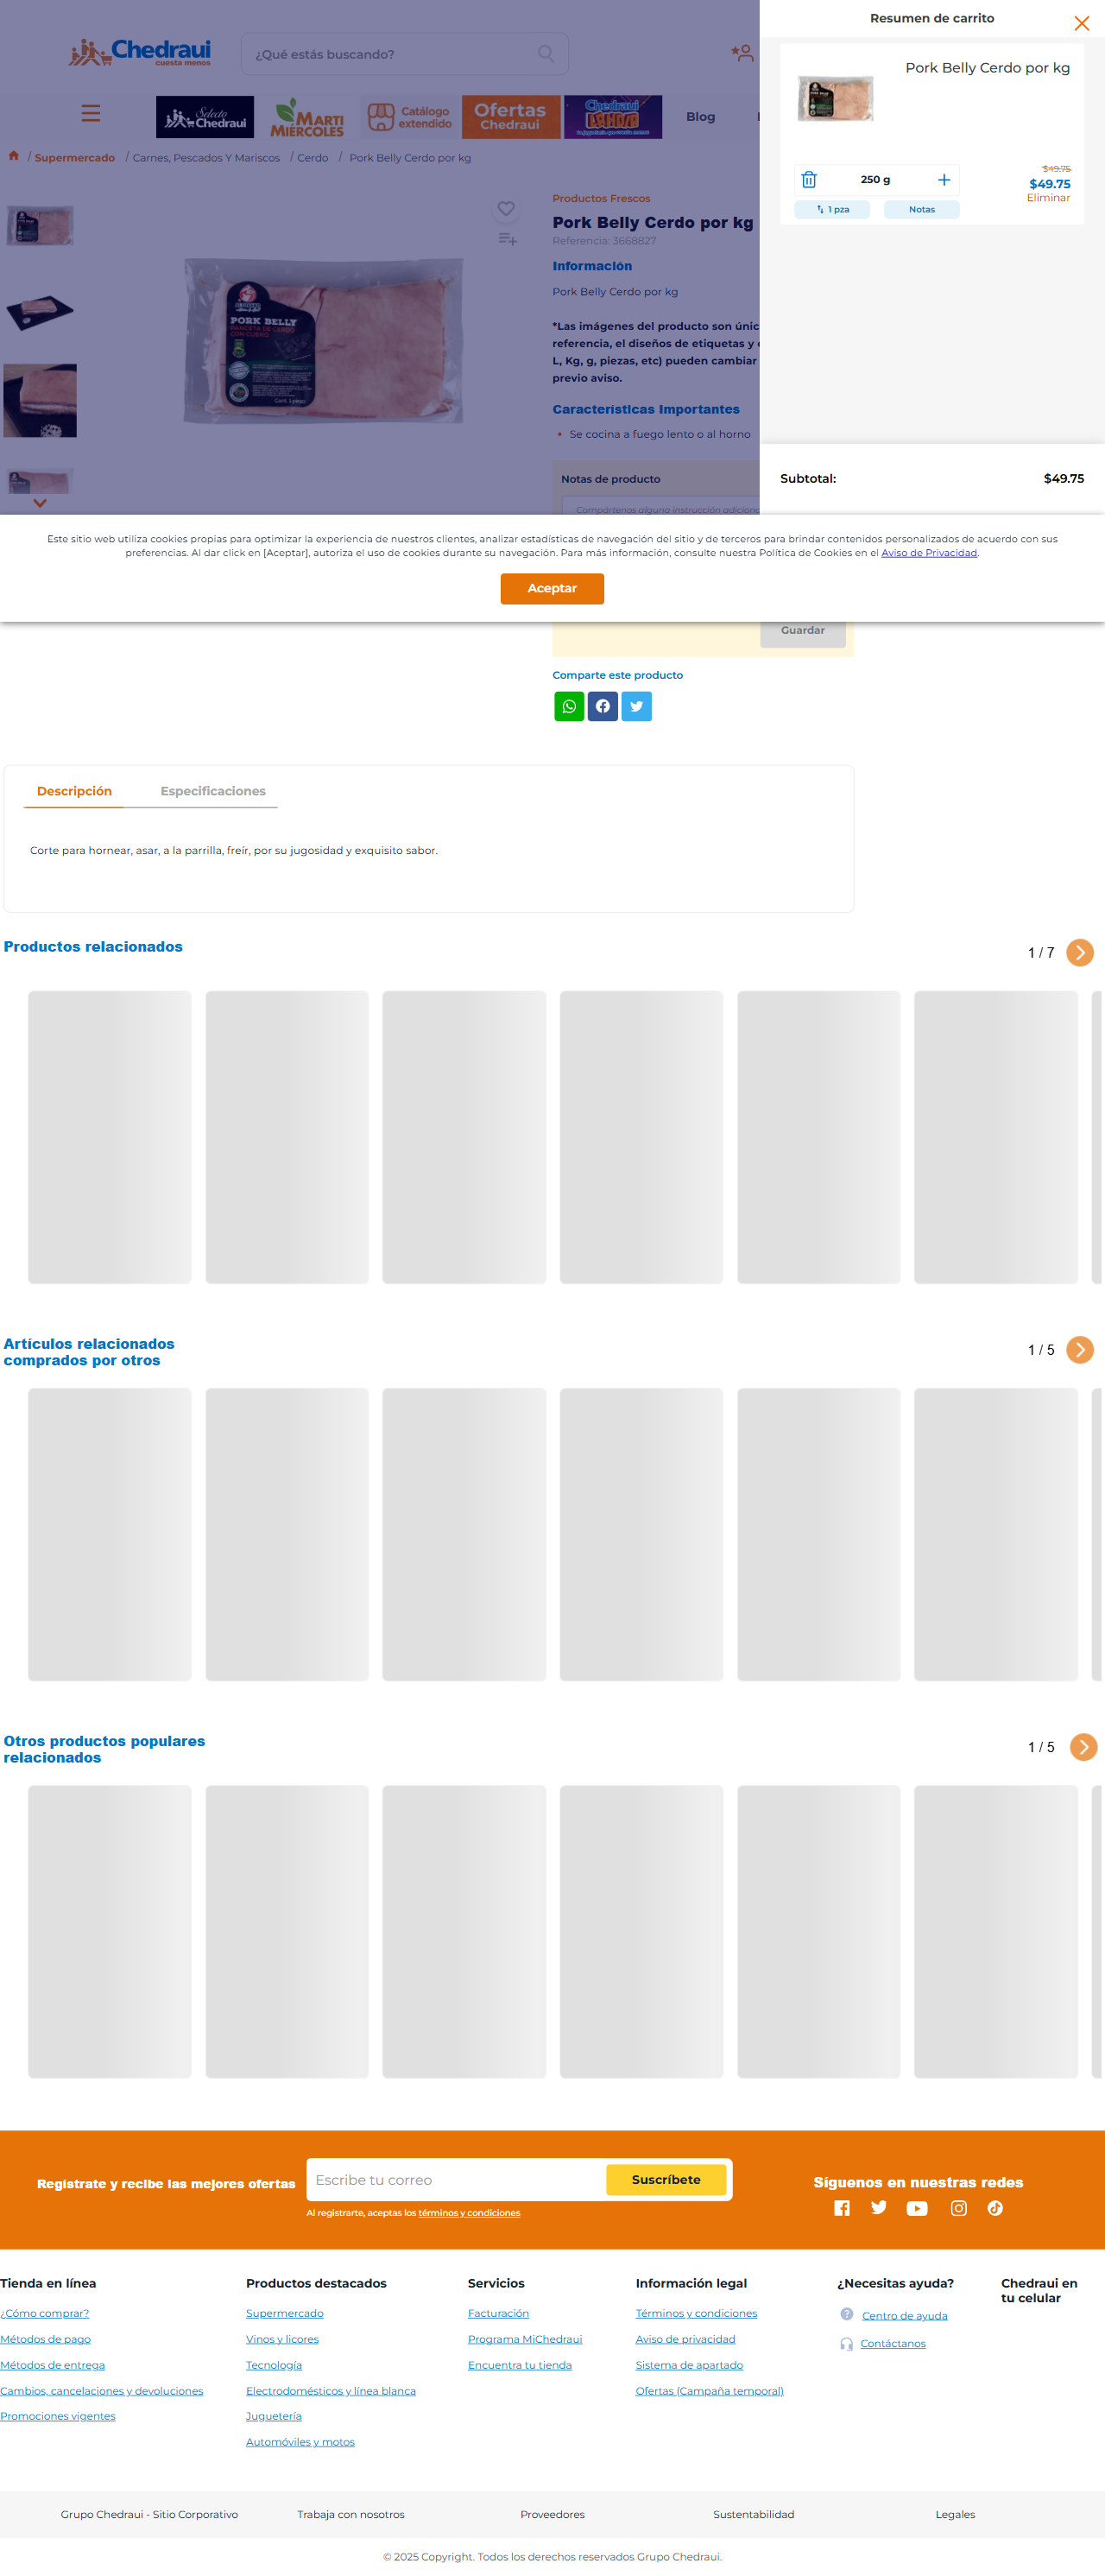 Chedraui
cuesta menos
¿Qué estás buscando?
Resumen de carrito
Pork Belly Cerdo por kg
250 g
$49.75
$49.75
Eliminar
1 pza
Notas
Subtotal:
$49.75
Selecto
Chedraui
MARTI
MIÉRCOLES
Catálogo
extendido
Ofertas
Chedraui
Chedraui
LANDIA
Blog
/ Supermercado / Carnes, Pescados Y Mariscos / Cerdo / Pork Belly Cerdo por kg
PORK BELLY
PANCETA DE CERDO
CON CUERO
Productos Frescos
Pork Belly Cerdo por kg
Referencia: 3668827
Información
Pork Belly Cerdo por kg
*Las imágenes del producto son únic
referencia, el diseños de etiquetas y
L, Kg, g, piezas, etc) pueden cambiar
previo aviso.
Características Importantes
Se cocina a fuego lento o al horno
Notas de producto
Compártenos alguna instrucción adicion
Este sitio web utiliza cookies propias para optimizar la experiencia de nuestros clientes, analizar estadísticas de navegación del sitio y de terceros para brindar contenidos personalizados de acuerdo con sus
preferencias. Al dar click en [Aceptar], autoriza el uso de cookies durante su navegación. Para más información, consulte nuestra Política de Cookies en el Aviso de Privacidad.
Aceptar
Guardar
Comparte este producto
Descripción
Especificaciones
Corte para hornear, asar, a la parrilla, freír, por su jugosidad y exquisito sabor.
Productos relacionados
1 / 7
Artículos relacionados
comprados por otros
1 / 5
Otros productos populares
relacionados
1 / 5
Regístrate y recibe las mejores ofertas
Escribe tu correo
Suscríbete
Al registrarte, aceptas los términos y condiciones
Síguenos en nuestras redes
Tienda en línea
¿Cómo comprar?
Métodos de pago
Métodos de entrega
Cambios, cancelaciones y devoluciones
Promociones vigentes
Productos destacados
Supermercado
Vinos y licores
Tecnología
Electrodomésticos y línea blanca
Juguetería
Automóviles y motos
Servicios
Facturación
Programa MiChedraui
Encuentra tu tienda
Información legal
Términos y condiciones
Aviso de privacidad
Sistema de apartado
Ofertas (Campaña temporal)
¿Necesitas ayuda?
Centro de ayuda
Contáctanos
Chedraui en
tu celular
Grupo Chedraui - Sitio Corporativo
Trabaja con nosotros
Proveedores
Sustentabilidad
Legales
© 2025 Copyright. Todos los derechos reservados Grupo Chedraui.